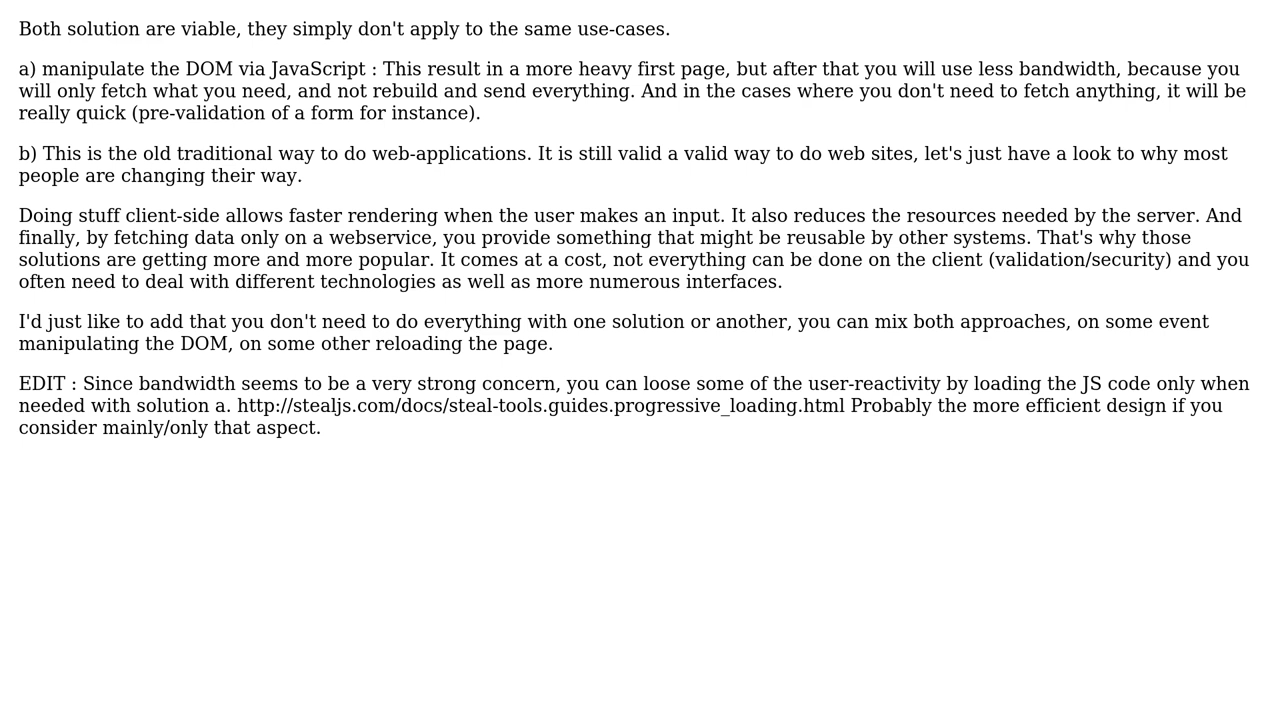 Both solution are viable, they simply don't apply to the same use-cases.
a) manipulate the DOM via JavaScript : This result in a more heavy first page, but after that you will use less bandwidth, because you
will only fetch what you need, and not rebuild and send everything. And in the cases where you don't need to fetch anything, it will be
really quick (pre-validation of a form for instance).
b) This is the old traditional way to do web-applications. It is still valid a valid way to do web sites, let's just have a look to why most
people are changing their way.
Doing stuff client-side allows faster rendering when the user makes an input. It also reduces the resources needed by the server. And
finally, by fetching data only on a webservice, you provide something that might be reusable by other systems. That's why those
solutions are getting more and more popular. It comes at a cost, not everything can be done on the client (validation/security) and you
often need to deal with different technologies as well as more numerous interfaces.
I'd just like to add that you don't need to do everything with one solution or another, you can mix both approaches, on some event
manipulating the DOM, on some other reloading the page.
EDIT : Since bandwidth seems to be a very strong concern, you can loose some of the user-reactivity by loading the JS code only when
needed with solution a. http://stealjs.com/docs/steal-tools.guides.progressive_loading.html Probably the more efficient design if you
consider mainly/only that aspect.